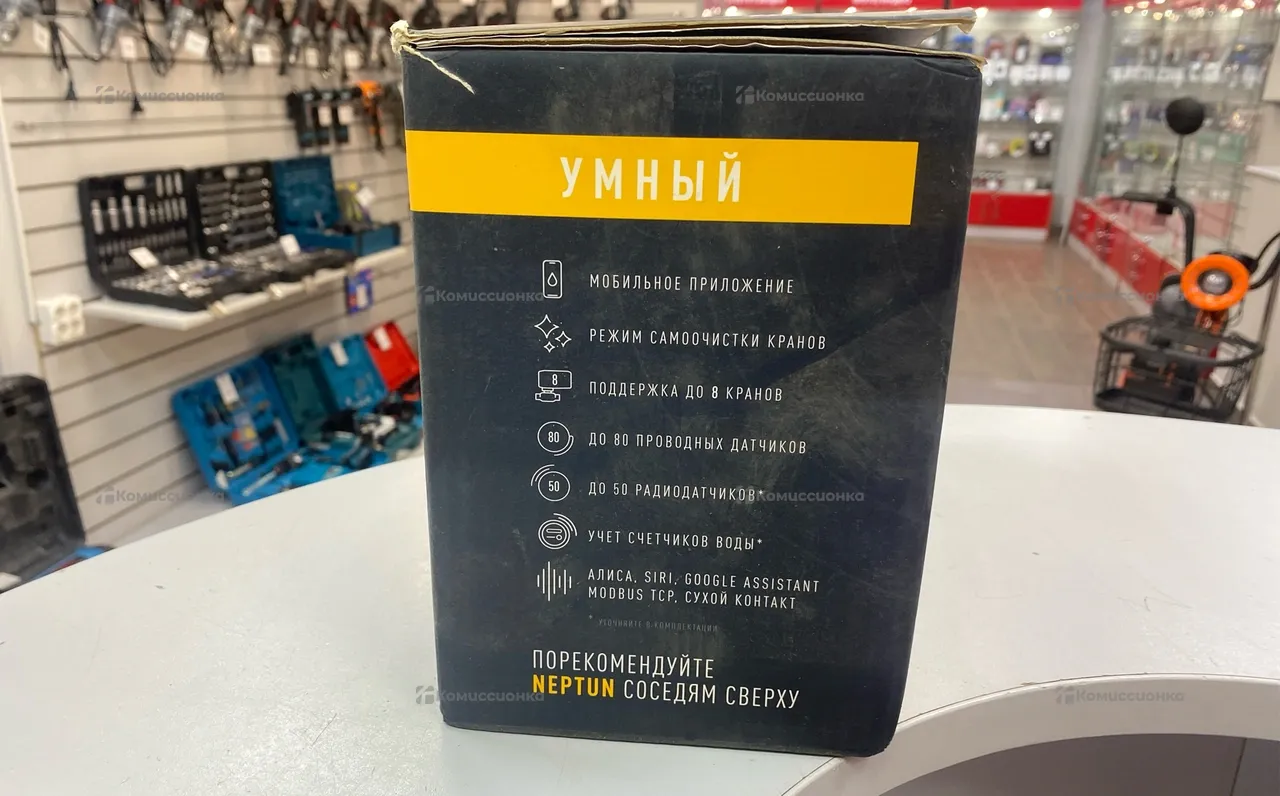 Комиссионка
Комиссионка
УМНЫЙ
МОБИЛЬНОЕ ПРИЛОЖЕНИЕ
Комиссионка
РЕЖИМ САМООЧИСТКИ КРАНОВ
8
ПОДДЕРЖКА ДО 8 КРАНОВ
80
ДО 80 ПРОВОДНЫХ ДАТЧИКОВ
50
ДО 50 РАДИОДАТЧИКОВ*
Комиссионка
Комиссионка
УЧЕТ СЧЕТЧИКОВ ВОДЫ*
АЛИСА, SIRI, GOOGLE ASSISTANT
MODBUS TCP, СУХОЙ КОНТАКТ
* УТОЧНЯЙТЕ В КОМПЛЕКТАЦИИ
ПОРЕКОМЕНДУЙТЕ
NEPTUN СОСЕДЯМ СВЕРХУ
Комиссионка
Комиссионка